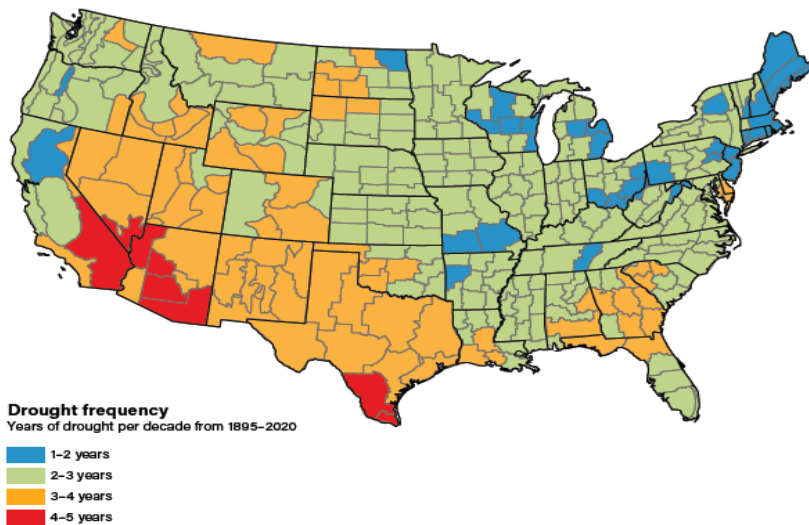 Drought frequency
Years of drought per decade from 1895–2020
1–2 years
2–3 years
3–4 years
4–5 years